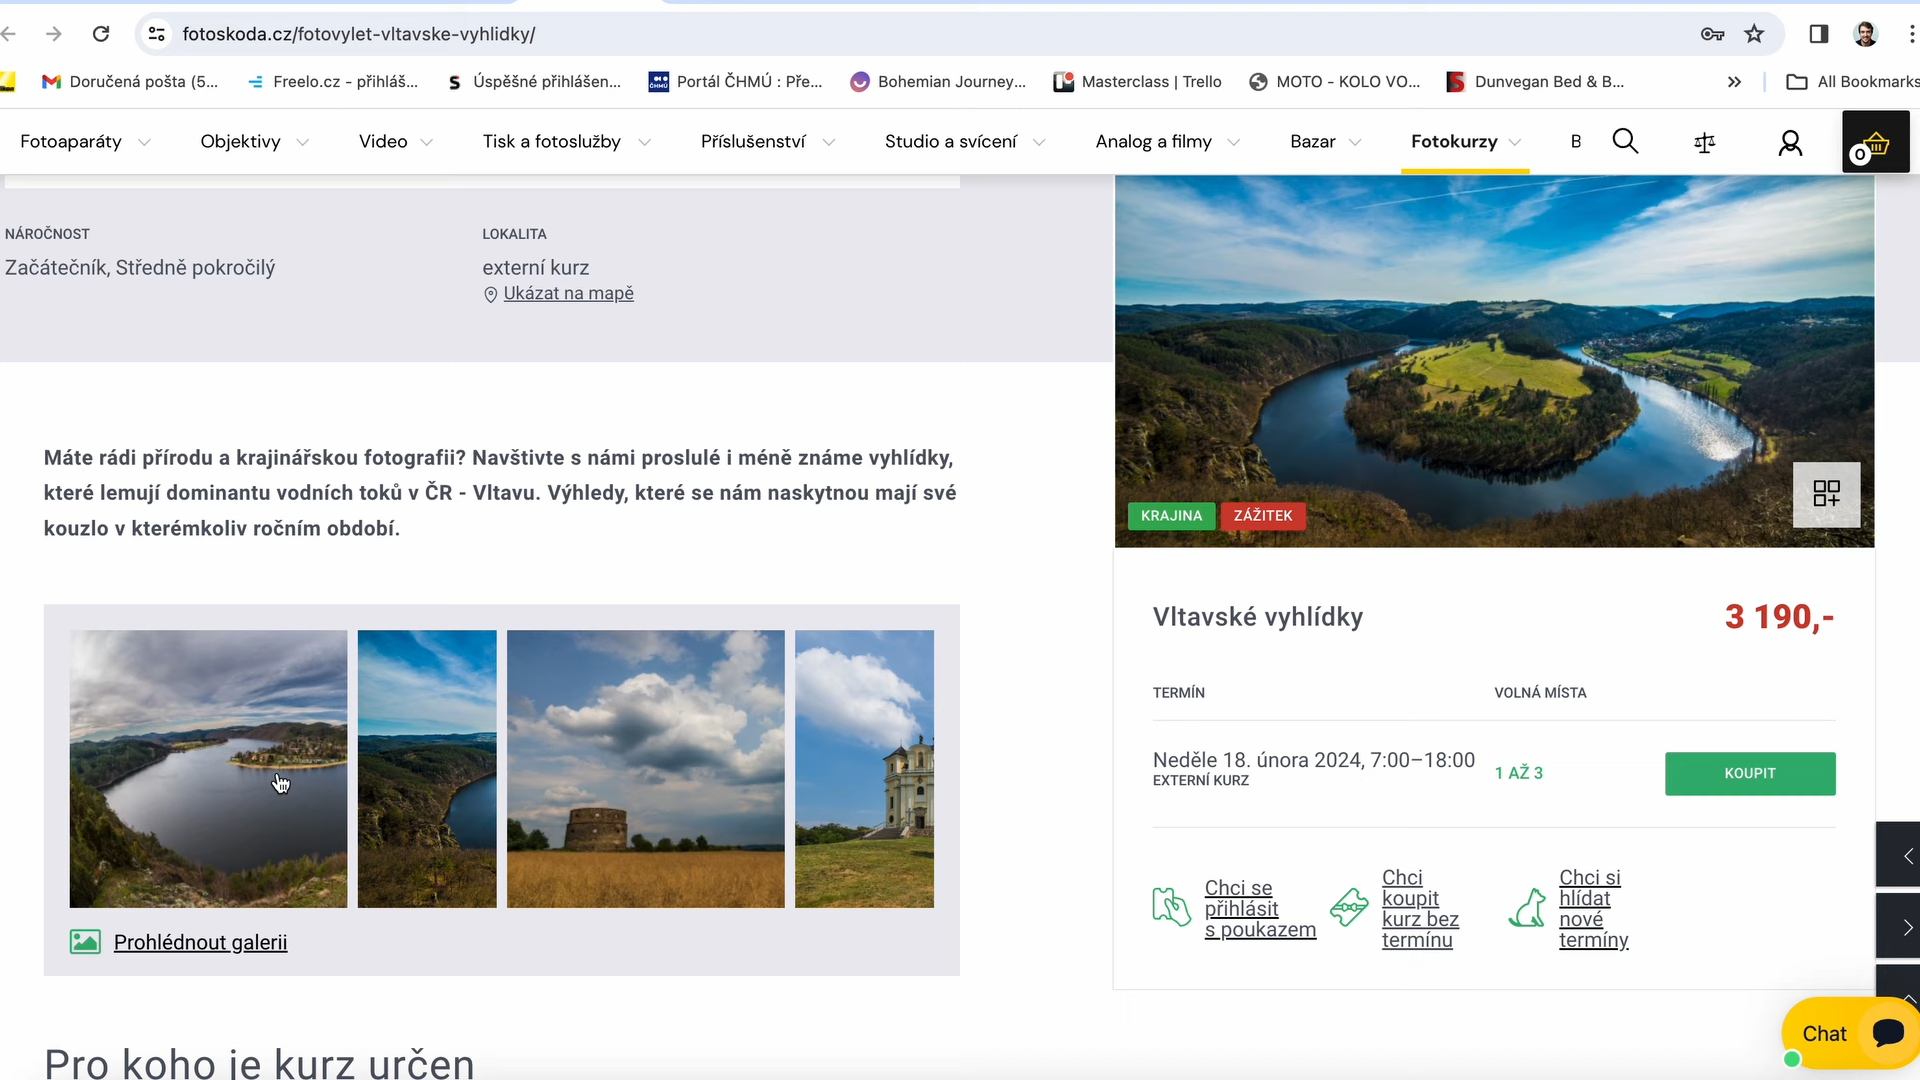 fotoskoda.cz/fotovylet-vltavske-vyhlidky/
Doručená pošta (5...
Freelo.cz - přihláš...
Úspěšné přihlášen...
Portál ČHMÚ : Pře...
Bohemian Journey...
Masterclass | Trello
MOTO - KOLO VO...
Dunvegan Bed & B...
All Bookmarks
Fotoaparáty
Objektivy
Video
Tisk a fotoslužby
Příslušenství
Studio a svícení
Analog a filmy
Bazar
Fotokurzy
B
0
NÁROČNOST
Začátečník, Středně pokročilý
LOKALITA
externí kurz
Ukázat na mapě
Máte rádi přírodu a krajinářskou fotografii? Navštivte s námi proslulé i méně známe vyhlídky,
které lemují dominantu vodních toků v ČR - Vltavu. Výhledy, které se nám naskytnou mají své
kouzlo v kterémkoliv ročním období.
Prohlédnout galerii
Pro koho je kurz určen
KRAJINA
ZÁŽITEK
Vltavské vyhlídky
3 190,-
TERMÍN
VOLNÁ MÍSTA
Neděle 18. února 2024, 7:00–18:00
EXTERNÍ KURZ
1 AŽ 3
KOUPIT
Chci se
přihlásit
s poukazem
Chci
koupit
kurz bez
termínu
Chci si
hlídat
nové
termíny
Chat